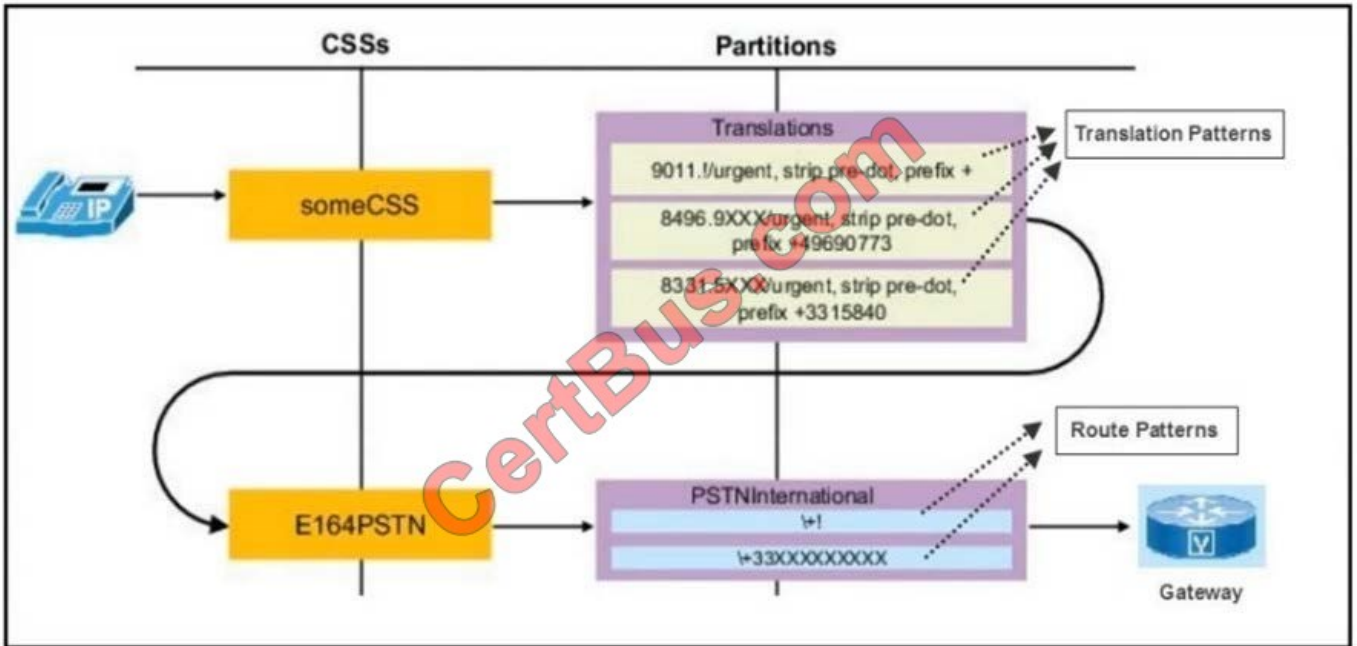 CSSs
Partitions
Translations
Translation Patterns
9011.!/urgent, strip pre-dot, prefix +
IP
someCSS
8496.9XXX/urgent, strip pre-dot,
prefix +49690773
8331.5XXX/urgent, strip pre-dot,
prefix +3315840
CertBus.com
Route Patterns
PSTNInternational
E164PSTN
\+!
\+33XXXXXXXXX
V
Gateway